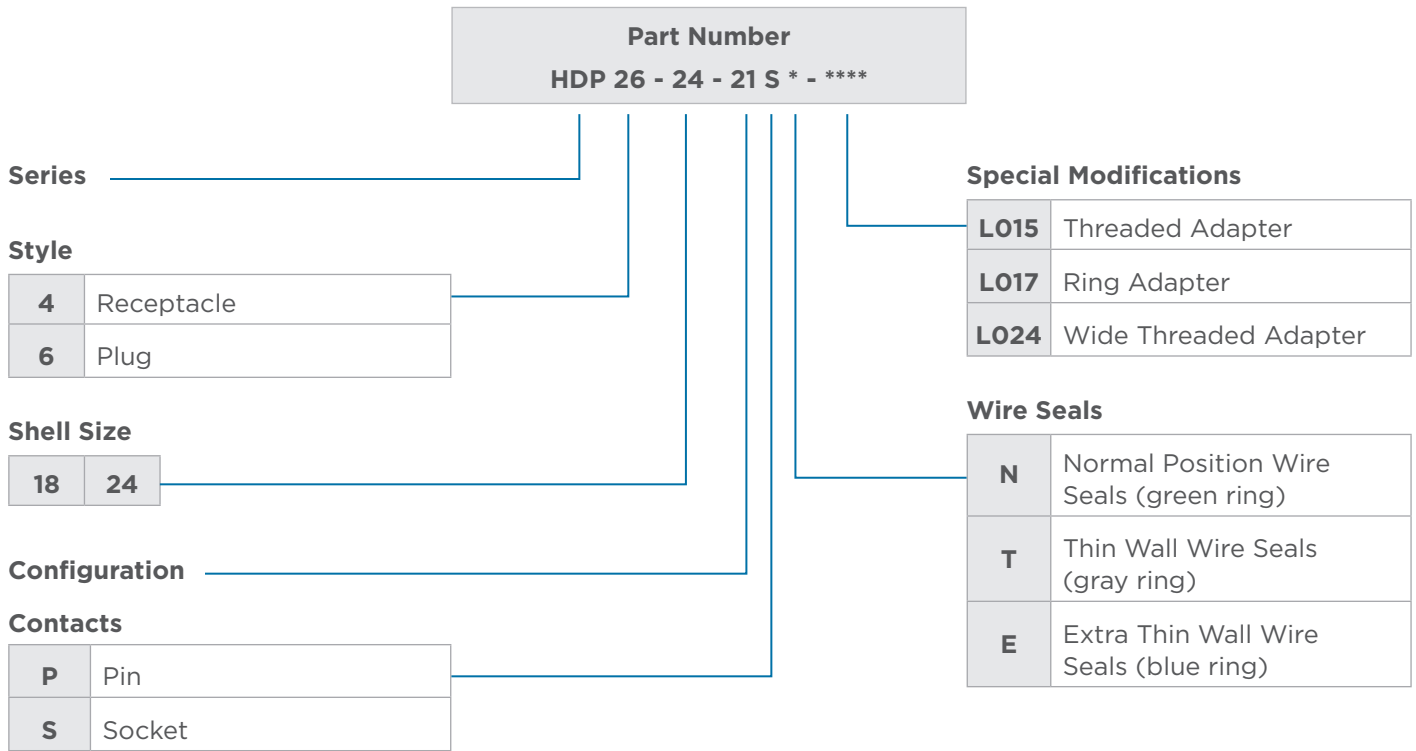 Part Number
HDP 26 - 24 - 21 S * - ****
Series
Style
4 Receptacle
6 Plug
Shell Size
18 24
Configuration
Contacts
P Pin
S Socket
Special Modifications
L015 Threaded Adapter
L017 Ring Adapter
L024 Wide Threaded Adapter
Wire Seals
N Normal Position Wire
Seals (green ring)
T Thin Wall Wire Seals
(gray ring)
E Extra Thin Wall Wire
Seals (blue ring)